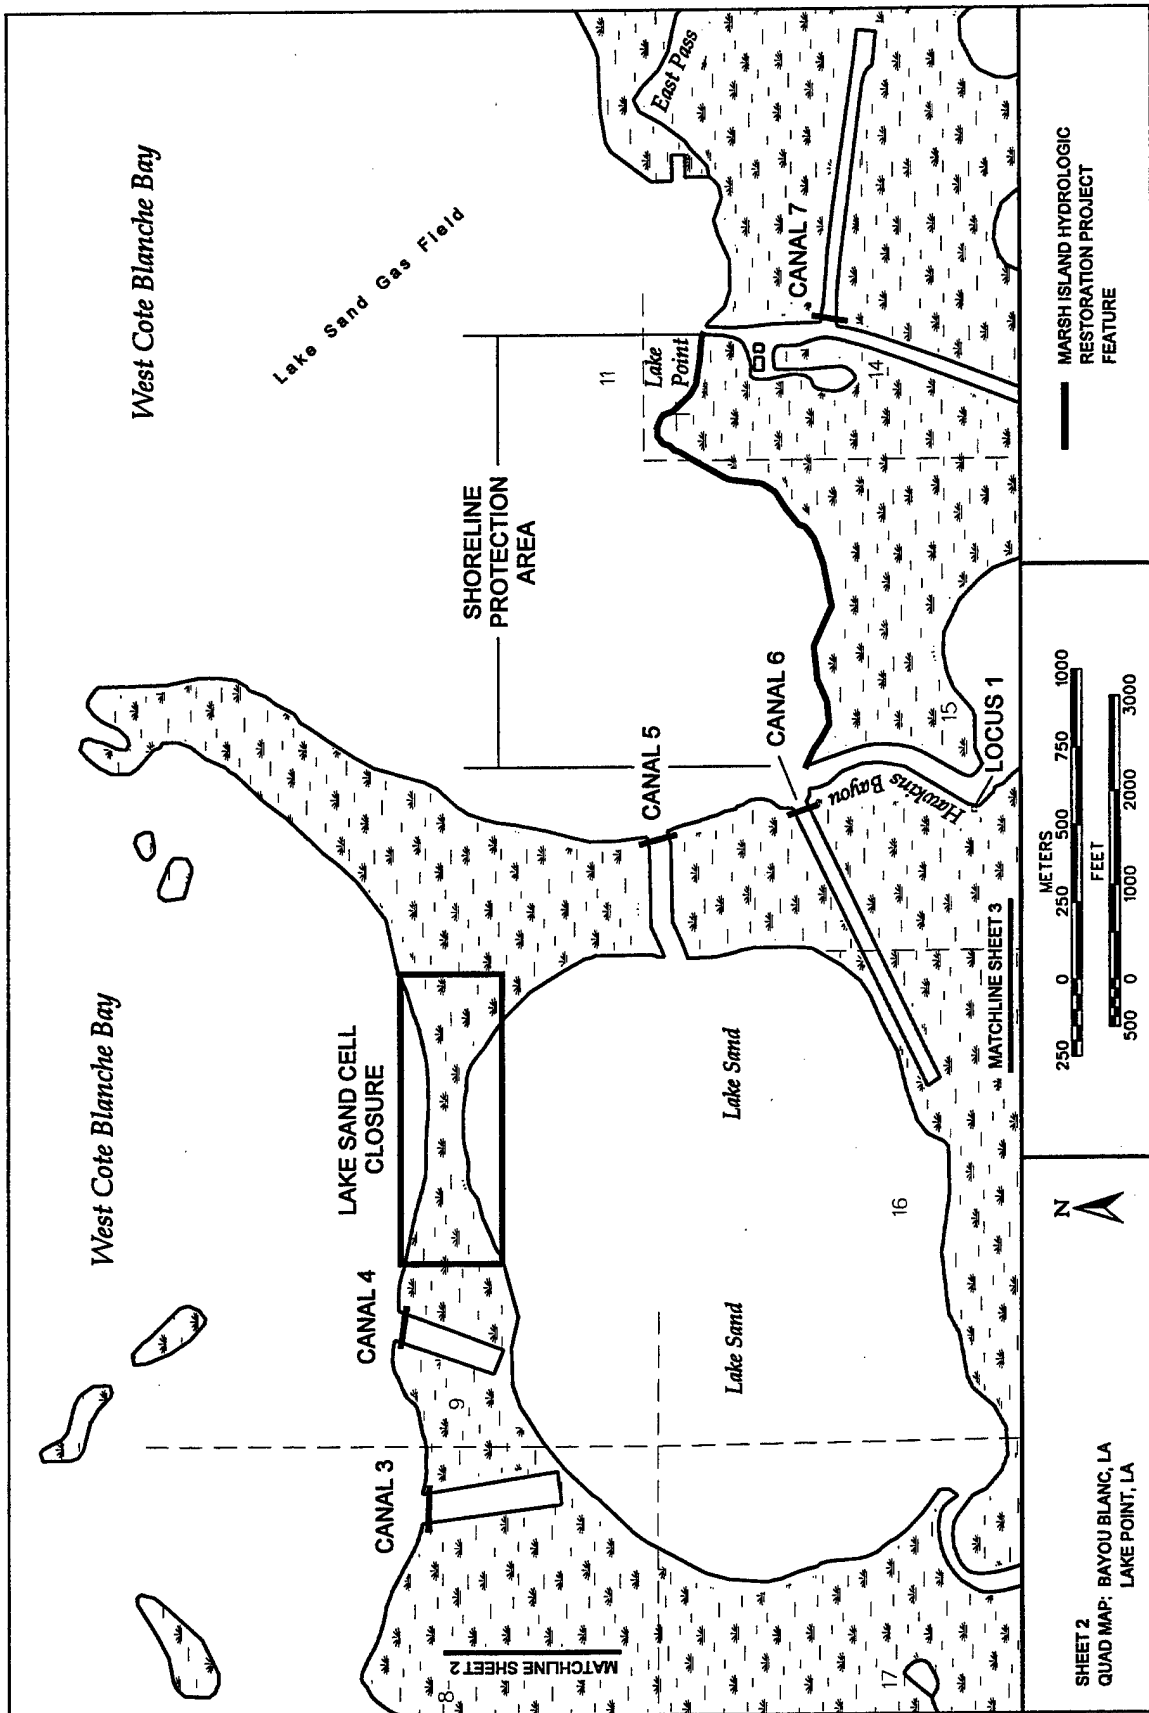 West Cote Blanche Bay
West Cote Blanche Bay
Lake Sand Gas Field
East Pass
11
Lake
Point
CANAL 7
14
SHORELINE
PROTECTION
AREA
LAKE SAND CELL
CLOSURE
CANAL 5
CANAL 6
Hawkins Bayou
15
LOCUS 1
CANAL 4
CANAL 3
9
8
MATCHLINE SHEET 2
Lake Sand
Lake Sand
16
17
MATCHLINE SHEET 3
SHEET 2
QUAD MAP: BAYOU BLANC, LA
LAKE POINT, LA
N
METERS
250 0 250 500 750 1000
FEET
500 0 1000 2000 3000
MARSH ISLAND HYDROLOGIC
RESTORATION PROJECT
FEATURE